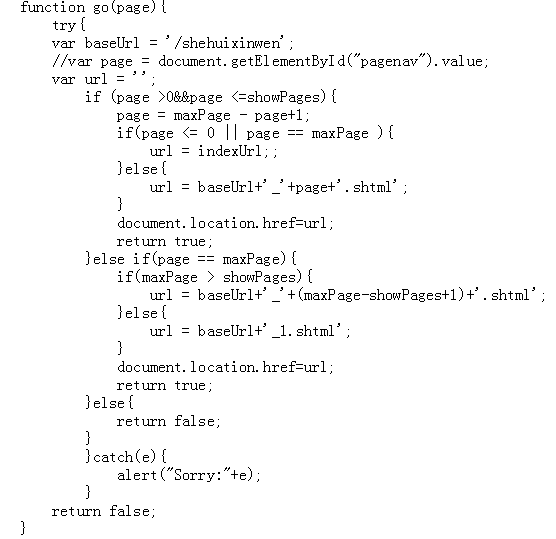 function go(page){
try{
var baseUrl = '/shehuixinwen';
//var page = document.getElementById("pagenav").value;
var url = '';
if (page >0&&page <=showPages){
page = maxPage - page+1;
if(page <= 0 || page == maxPage ){
url = indexUrl;;
}else{
url = baseUrl+'_'+page+'.shtml';
}
document.location.href=url;
return true;
}else if(page == maxPage){
if(maxPage > showPages){
url = baseUrl+'_'+(maxPage-showPages+1)+'.shtml';
}else{
url = baseUrl+'_1.shtml';
}
document.location.href=url;
return true;
}else{
return false;
}
}catch(e){
alert("Sorry:"+e);
}
return false;
}